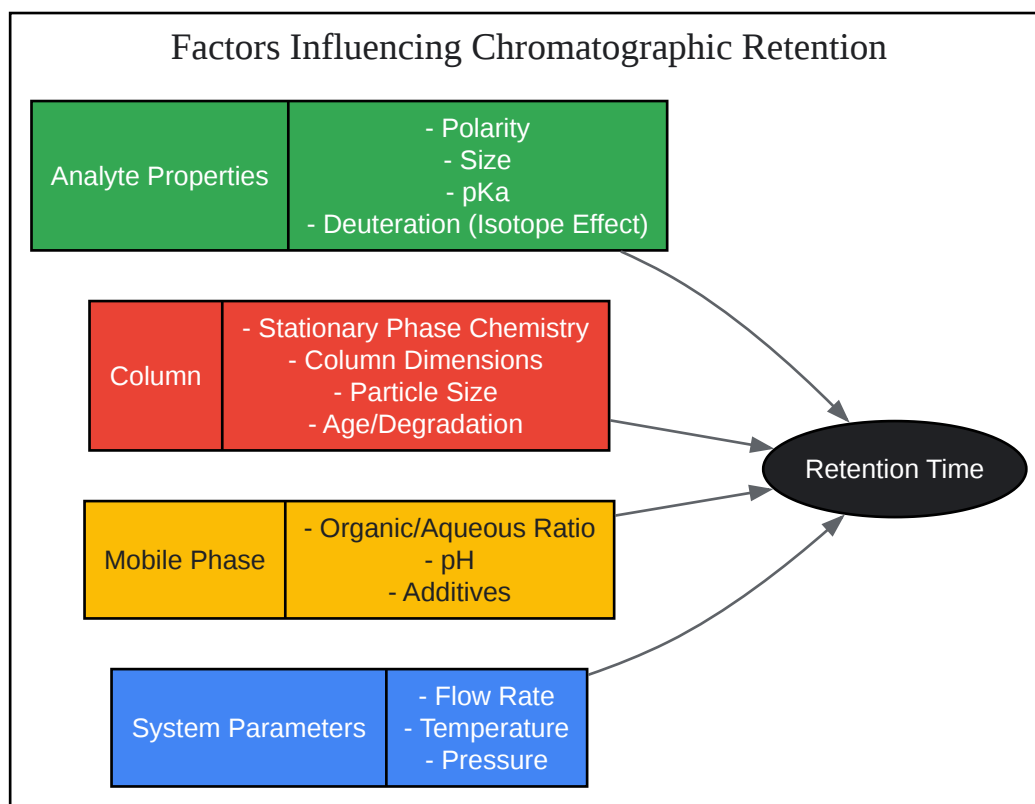 Factors Influencing Chromatographic Retention
Analyte Properties
- Polarity
- Size
- pKa
- Deuteration (Isotope Effect)
Column
- Stationary Phase Chemistry
- Column Dimensions
- Particle Size
- Age/Degradation
Retention Time
Mobile Phase
- Organic/Aqueous Ratio
- pH
- Additives
System Parameters
- Flow Rate
- Temperature
- Pressure